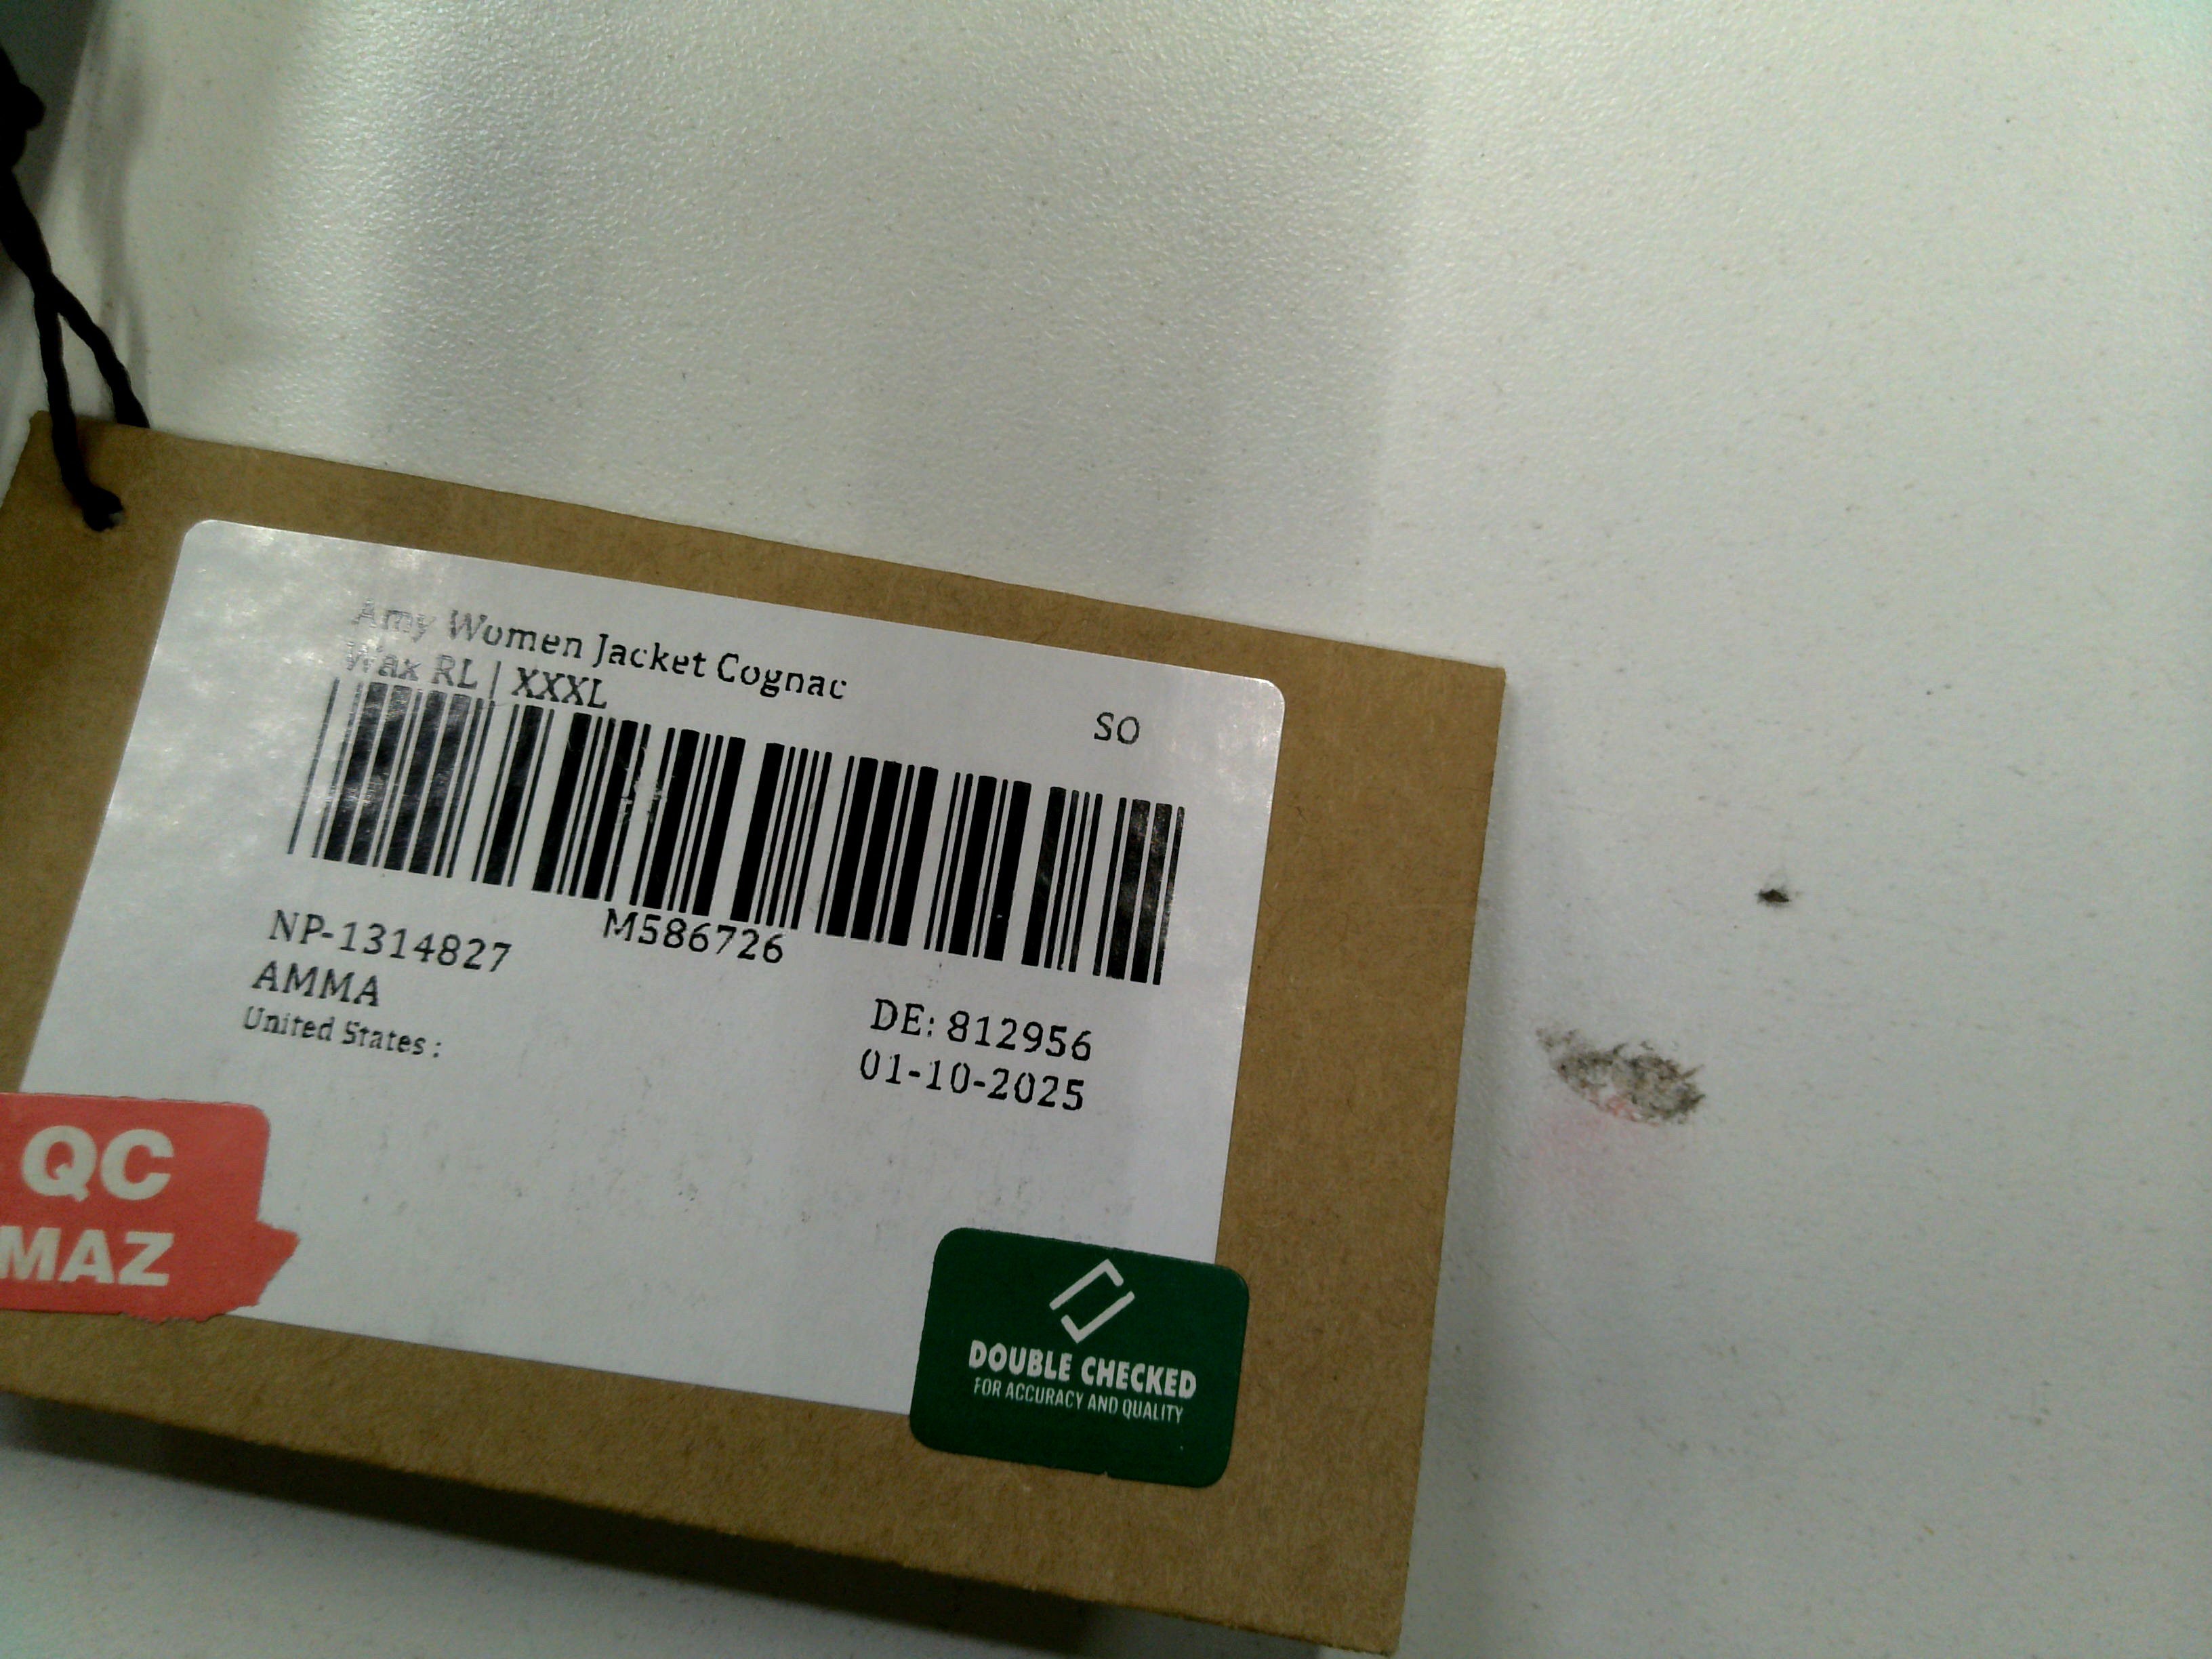 Amy Women Jacket Cognac
Wax RL | XXXL
SO
M586726
NP-1314827
AMMA
United States :
DE: 812956
01-10-2025
QC
MAZ
DOUBLE CHECKED
FOR ACCURACY AND QUALITY